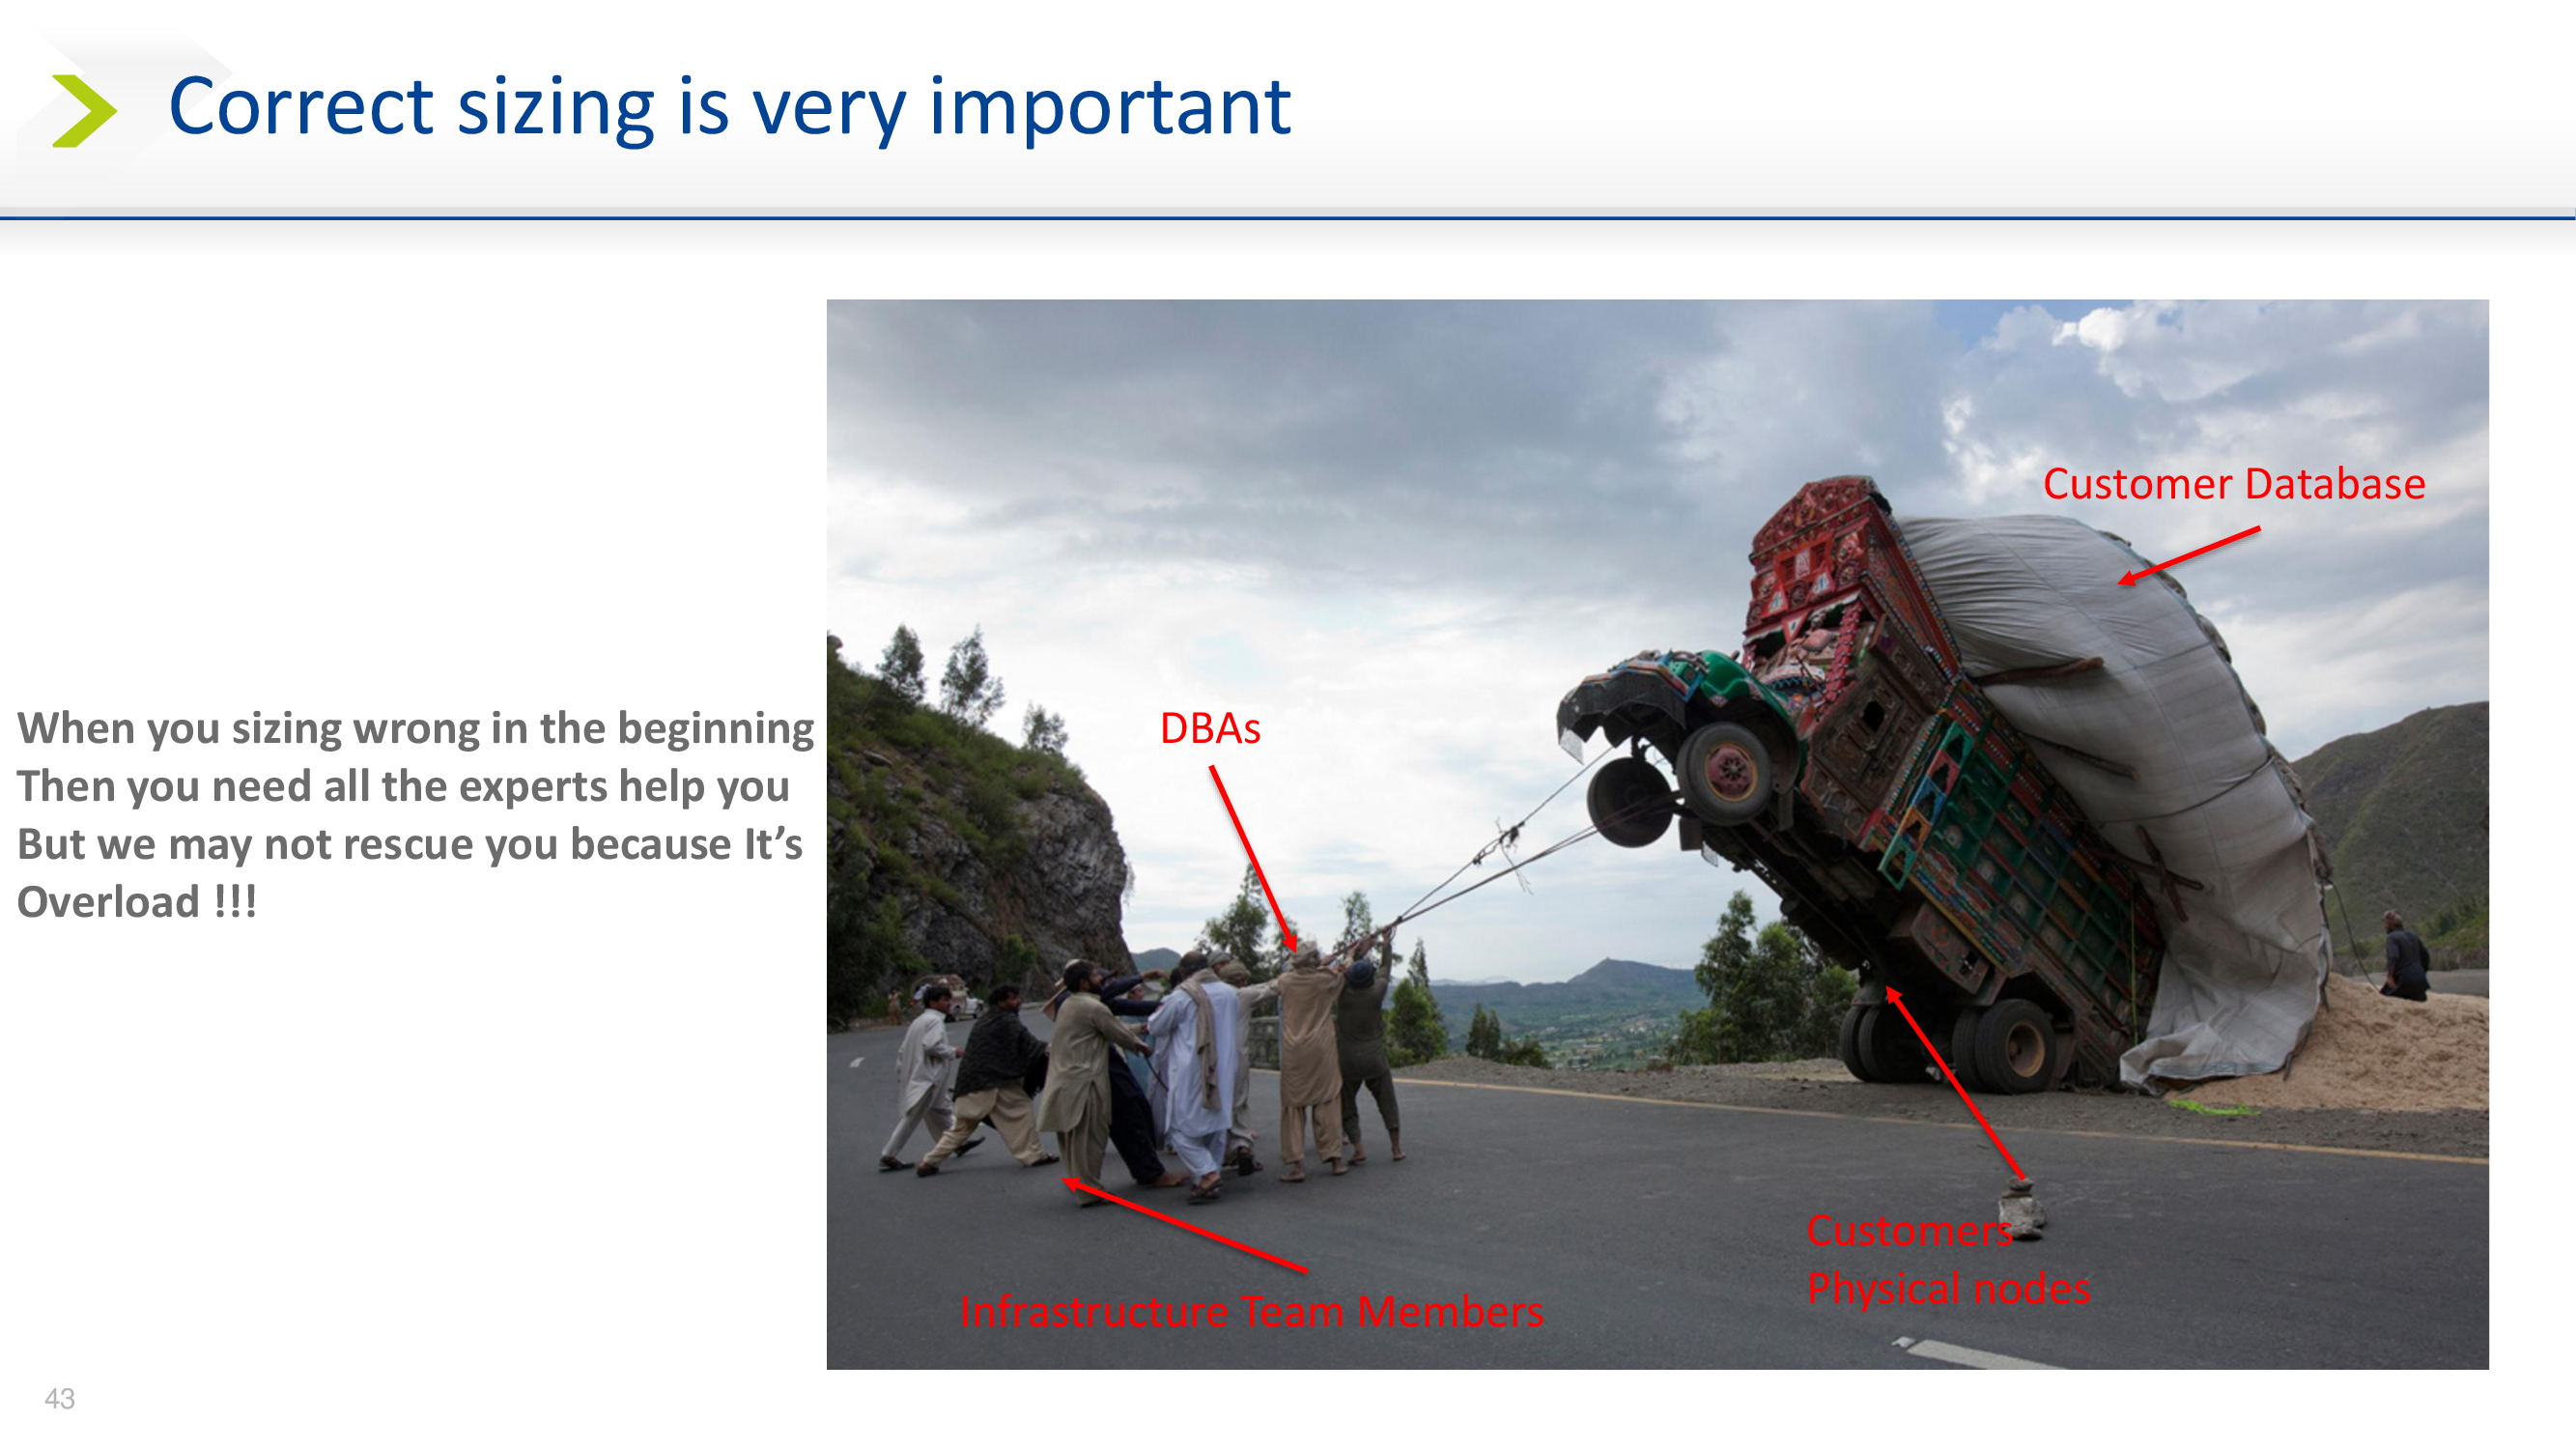 Correct sizing is very important
When you sizing wrong in the beginning
Then you need all the experts help you
But we may not rescue you because It’s
Overload !!!
Customer Database
DBAs
Customers
Physical nodes
Infrastructure Team Members
43